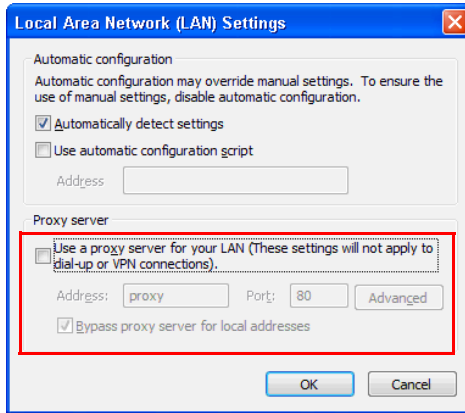 Local Area Network (LAN) Settings
Automatic configuration
Automatic configuration may override manual settings. To ensure the
use of manual settings, disable automatic configuration.
Automatically detect settings
Use automatic configuration script
Address
Proxy server
Use a proxy server for your LAN (These settings will not apply to
dial-up or VPN connections).
Address: proxy Port: 80 Advanced
Bypass proxy server for local addresses
OK Cancel